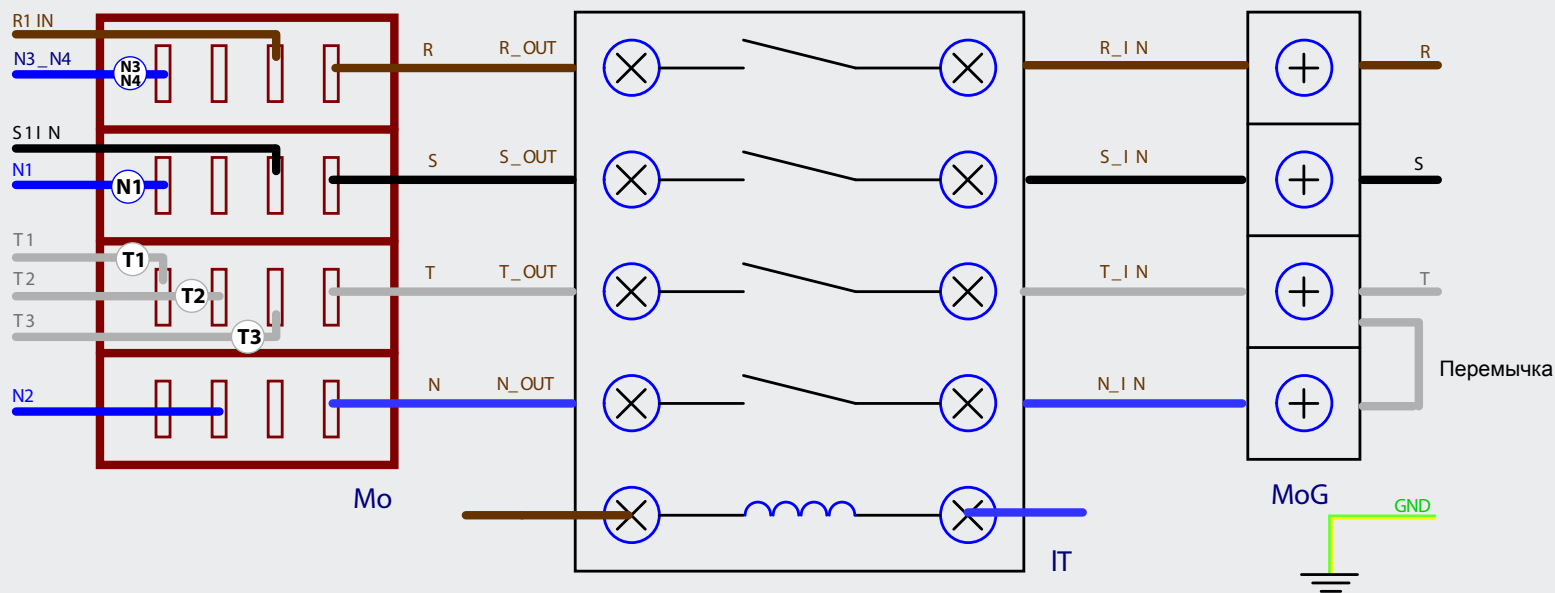 R1 IN
R
R_OUT
R_I N
R
N3_N4
N3
N4
S1I N
S
S_OUT
S_I N
S
N1
N1
T1
T1
T
T_OUT
T_I N
T
T2
T2
T3
T3
Перемычка
N2
N
N_OUT
N_I N
Mo
MoG
GND
IT